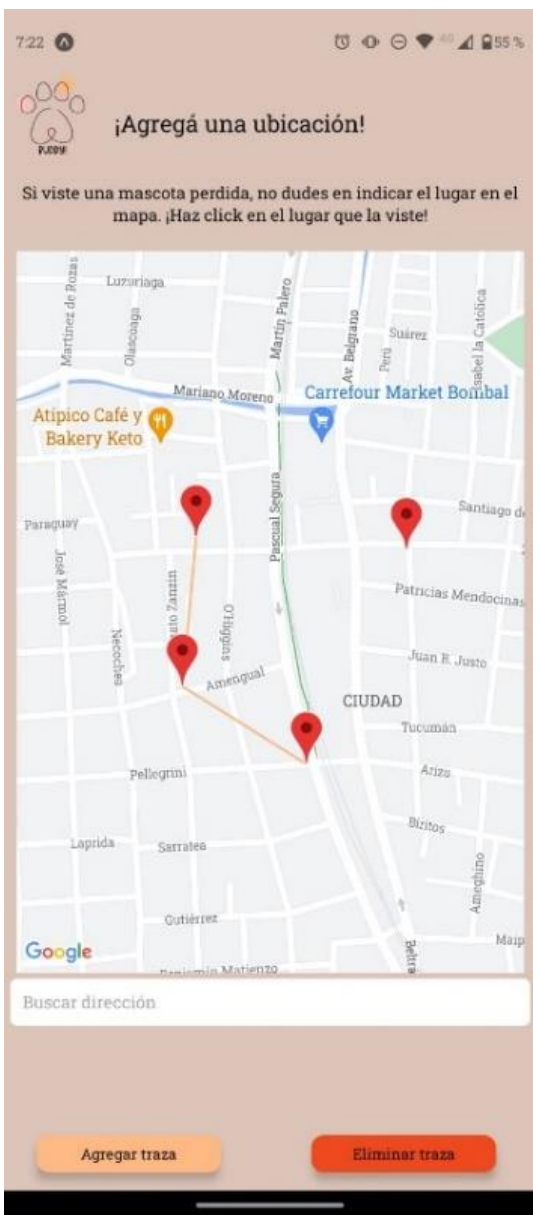 7:22
4G
55 %
PUDDY!
¡Agregá una ubicación!
Si viste una mascota perdida, no dudes en indicar el lugar en el
mapa. ¡Haz click en el lugar que la viste!
Martínez de Rozas
Luzuriaga
Olascoaga
Martín Palero
Av. Belgrano
Perú
Suárez
Isabel la Católica
Mariano Moreno
Carrefour Market Bombal
Atípico Café y
Bakery Keto
Paraguay
Pascual Segura
Santiago de
José Mármol
Necochea
O'Higgins
Patricias Mendocinas
Amengual
Juan B. Justo
CIUDAD
Tucumán
Pellegrini
Arizu
Laprida
Sarratea
Bizitos
Ameghino
Gutiérrez
Google
Maip
Beltra
Benjamín Matienzo
Buscar dirección
Agregar traza
Eliminar traza